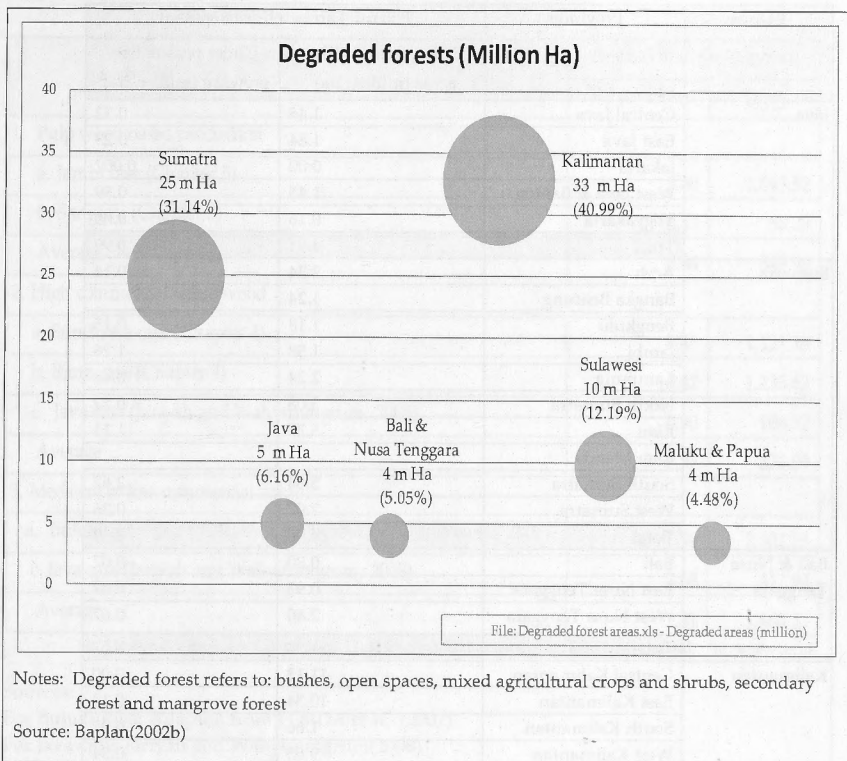 Degraded forests (Million Ha)
40
35
30
25
20
15
10
5
0
Sumatra
25 m Ha
(31.14%)
Kalimantan
33 m Ha
(40.99%)
Java
5 m Ha
(6.16%)
Bali &
Nusa Tenggara
4 m Ha
(5.05%)
Sulawesi
10 m Ha
(12.19%)
Maluku & Papua
4 m Ha
(4.48%)
File: Degraded forest areas.xls - Degraded areas (million)
Notes: Degraded forest refers to: bushes, open spaces, mixed agricultural crops and shrubs, secondary
forest and mangrove forest
Source: Baplan(2002b)